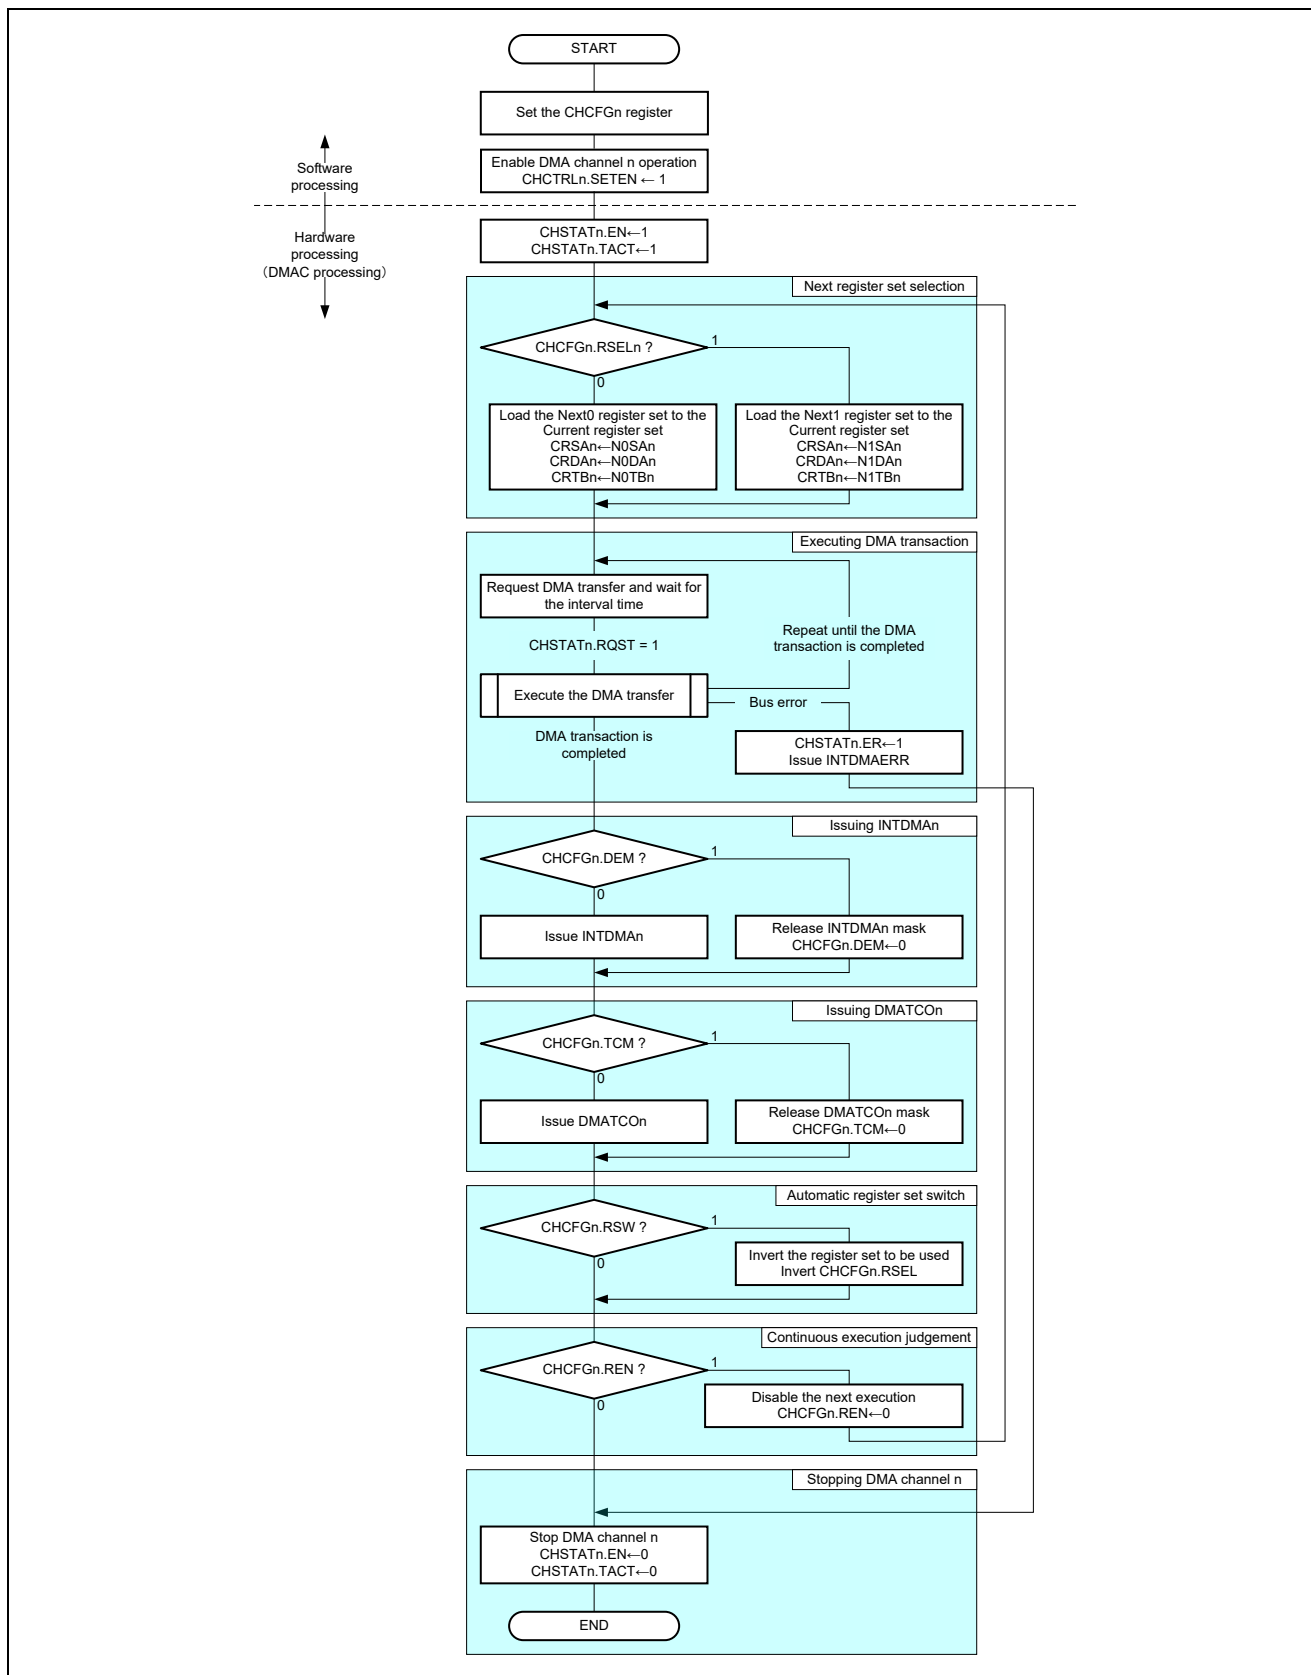 START
Set the CHCFGn register
Enable DMA channel n operation
CHCTRLn.SETEN ← 1
Software
processing
Hardware
processing
(DMAC processing)
CHSTATn.EN←1
CHSTATn.TACT←1
Next register set selection
CHCFGn.RSELn ?
1
0
Load the Next0 register set to the
Current register set
CRSAn←N0SAn
CRDAn←N0DAn
CRTBn←N0TBn
Load the Next1 register set to the
Current register set
CRSAn←N1SAn
CRDAn←N1DAn
CRTBn←N1TBn
Executing DMA transaction
Request DMA transfer and wait for
the interval time
CHSTATn.RQST = 1
Repeat until the DMA
transaction is completed
Execute the DMA transfer
Bus error
DMA transaction is
completed
CHSTATn.ER←1
Issue INTDMAERR
Issuing INTDMAn
CHCFGn.DEM ?
1
0
Issue INTDMAn
Release INTDMAn mask
CHCFGn.DEM←0
Issuing DMATCOn
CHCFGn.TCM ?
1
0
Issue DMATCOn
Release DMATCOn mask
CHCFGn.TCM←0
Automatic register set switch
CHCFGn.RSW ?
1
0
Invert the register set to be used
Invert CHCFGn.RSEL
Continuous execution judgement
CHCFGn.REN ?
1
0
Disable the next execution
CHCFGn.REN←0
Stopping DMA channel n
Stop DMA channel n
CHSTATn.EN←0
CHSTATn.TACT←0
END